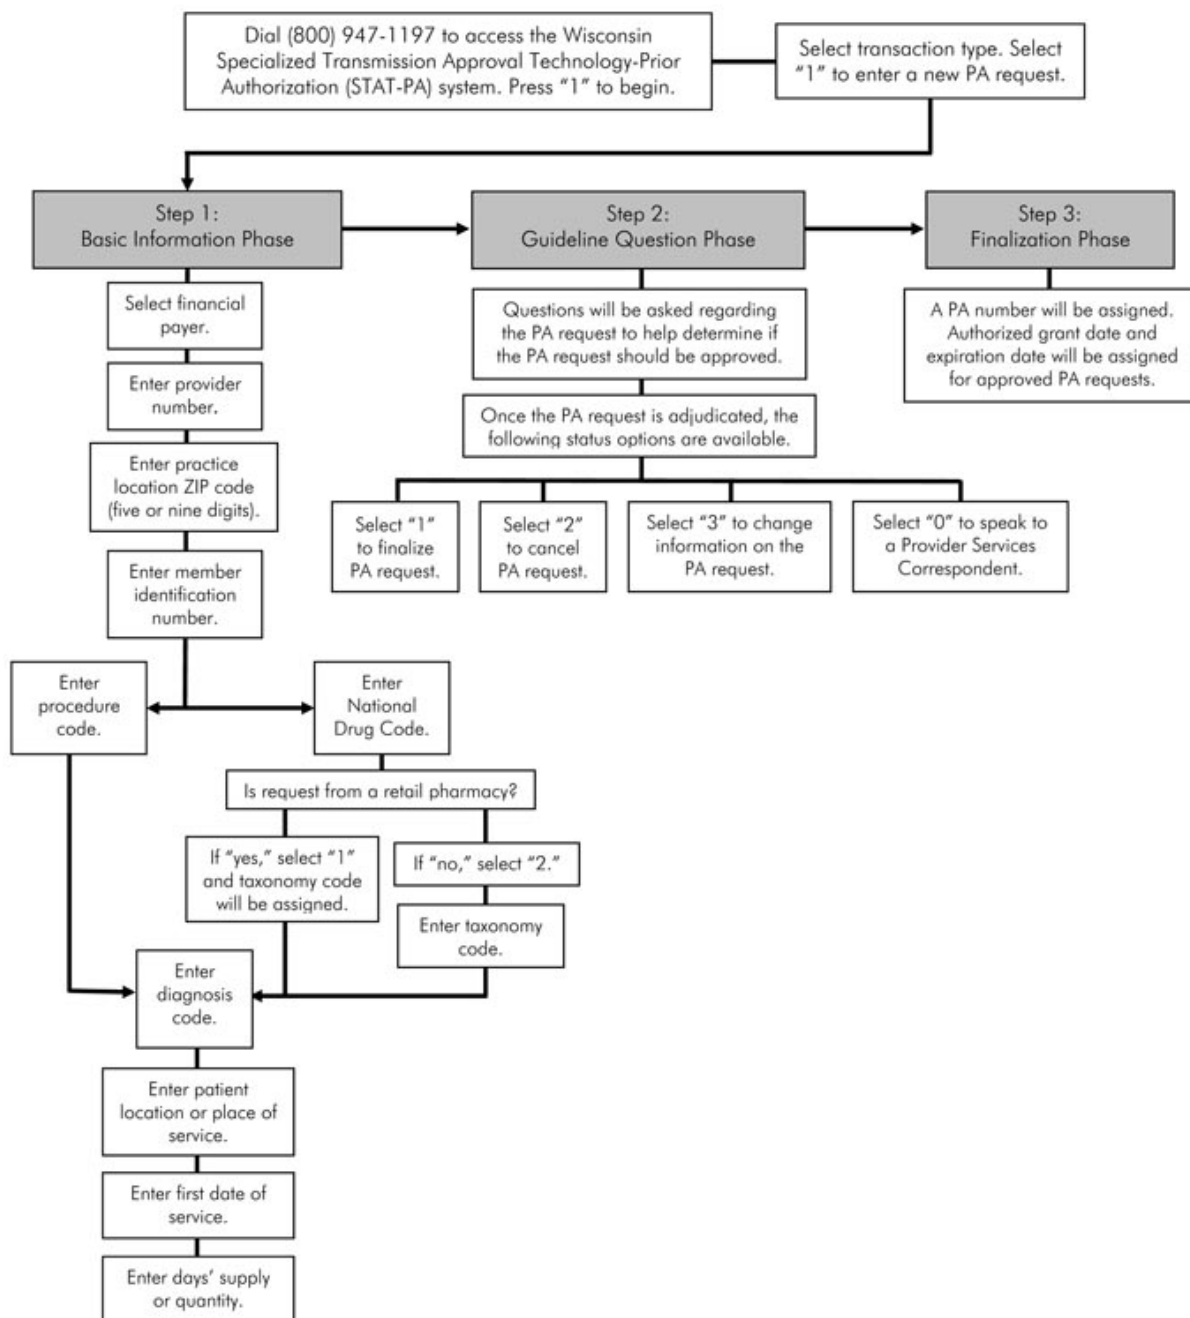 Dial (800) 947-1197 to access the Wisconsin
Specialized Transmission Approval Technology-Prior
Authorization (STAT-PA) system. Press “1” to begin.
Select transaction type. Select
“1” to enter a new PA request.
Step 1:
Basic Information Phase
Step 2:
Guideline Question Phase
Step 3:
Finalization Phase
Select financial
payer.
Enter provider
number.
Enter practice
location ZIP code
(five or nine digits).
Enter member
identification
number.
Enter
procedure
code.
Enter
National
Drug Code.
Is request from a retail pharmacy?
If “yes,” select “1”
and taxonomy code
will be assigned.
If “no,” select “2.”
Enter taxonomy
code.
Enter
diagnosis
code.
Enter patient
location or place of
service.
Enter first date of
service.
Enter days’ supply
or quantity.
Questions will be asked regarding
the PA request to help determine if
the PA request should be approved.
Once the PA request is adjudicated, the
following status options are available.
Select “1”
to finalize
PA request.
Select “2”
to cancel
PA request.
Select “3” to change
information on the
PA request.
Select “0” to speak to
a Provider Services
Correspondent.
A PA number will be assigned.
Authorized grant date and
expiration date will be assigned
for approved PA requests.